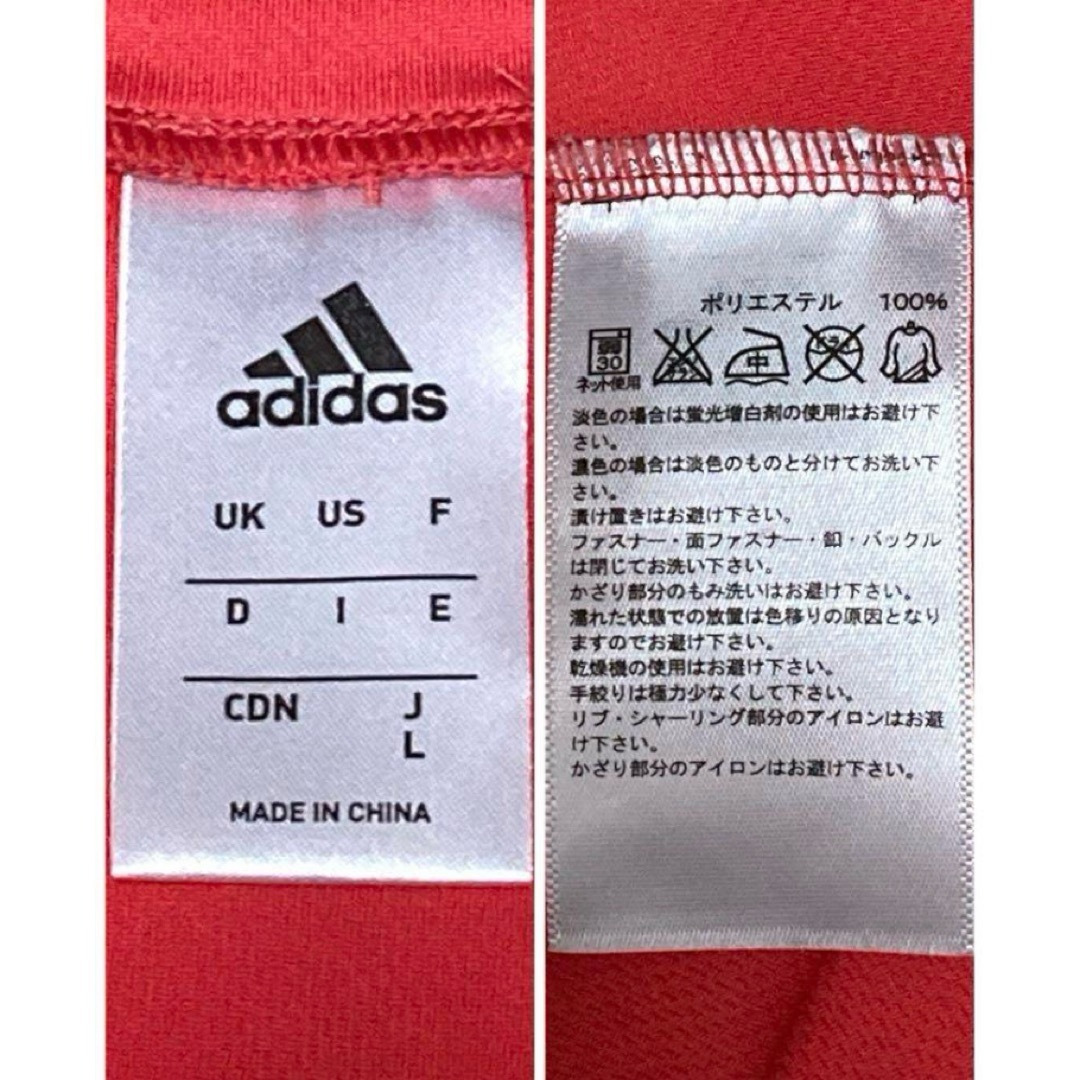 adidas
UK US F
D I E
CDN J
L
MADE IN CHINA
ポリエステル 100%
弱
30
中
ドライ
ネット使用
淡色の場合は蛍光増白剤の使用はお避け下
さい。
濃色の場合は淡色のものと分けてお洗い下
さい。
漬け置きはお避け下さい。
ファスナー・面ファスナー・釦・バックル
は閉じてお洗い下さい。
かざり部分のもみ洗いはお避け下さい。
濡れた状態での放置は色移りの原因となり
ますのでお避け下さい。
乾燥機の使用はお避け下さい。
手絞りは極力少なくして下さい。
リブ・シャーリング部分のアイロンはお避
け下さい。
かざり部分のアイロンはお避け下さい。